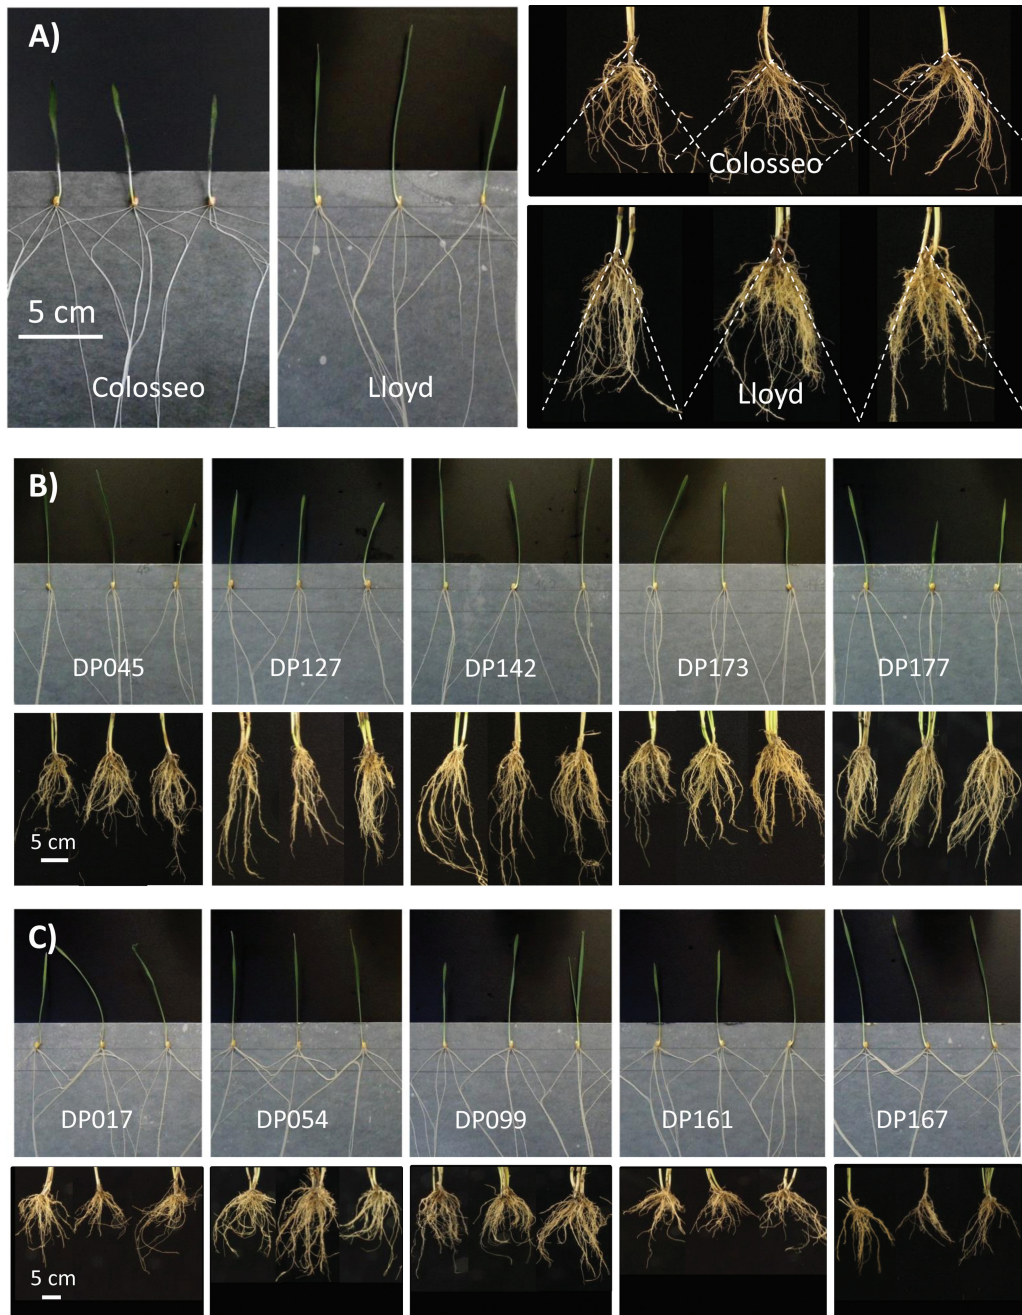 A)
5 cm
Colosseo
Lloyd
Colosseo
Lloyd
B)
DP045
DP127
DP142
DP173
DP177
5 cm
C)
DP017
DP054
DP099
DP161
DP167
5 cm